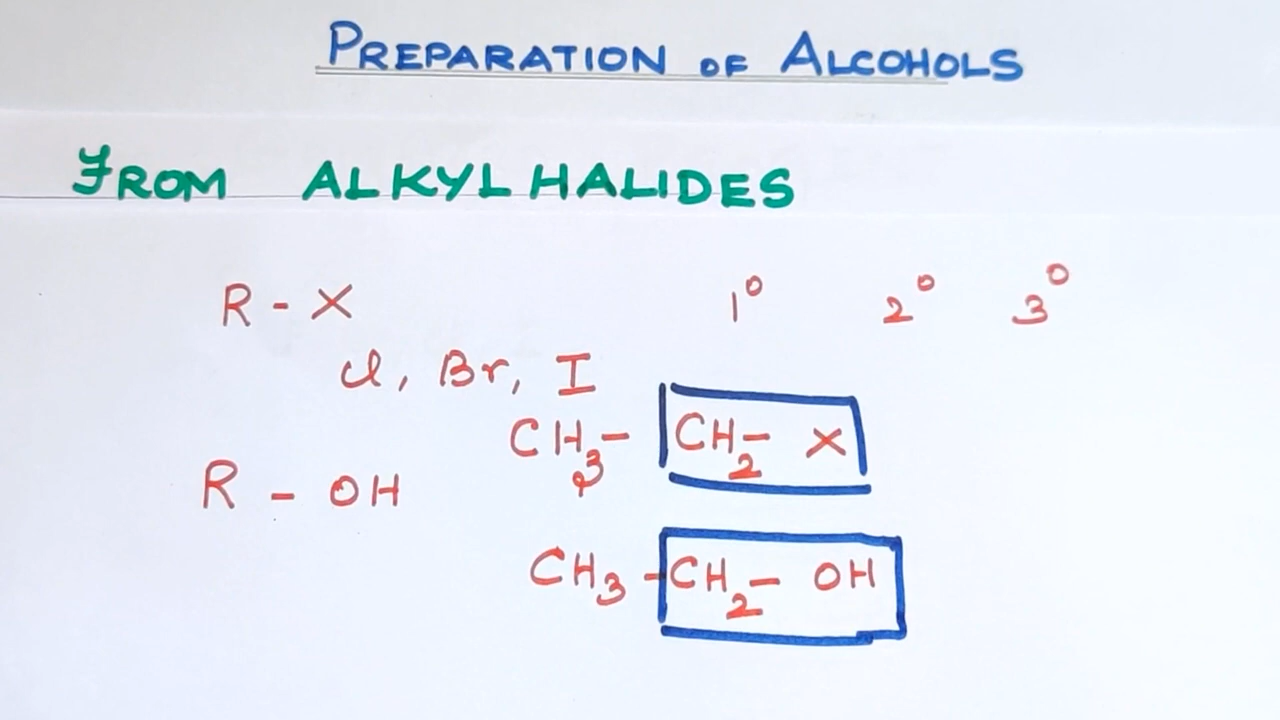 PREPARATION OF ALCOHOLS
FROM ALKYL HALIDES
R - X 1° 2° 3°
Cl, Br, I
CH₃- CH₂- X
R - OH
CH₃ - CH₂- OH